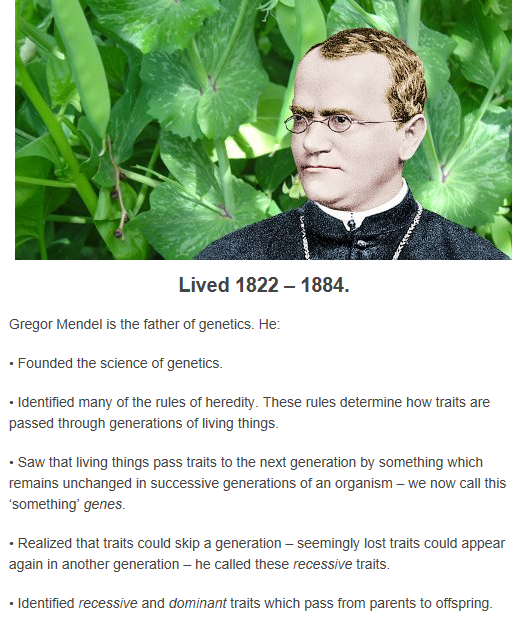 Lived 1822 – 1884.
Gregor Mendel is the father of genetics. He:
• Founded the science of genetics.
• Identified many of the rules of heredity. These rules determine how traits are
passed through generations of living things.
• Saw that living things pass traits to the next generation by something which
remains unchanged in successive generations of an organism – we now call this
‘something’ genes.
• Realized that traits could skip a generation – seemingly lost traits could appear
again in another generation – he called these recessive traits.
• Identified recessive and dominant traits which pass from parents to offspring.